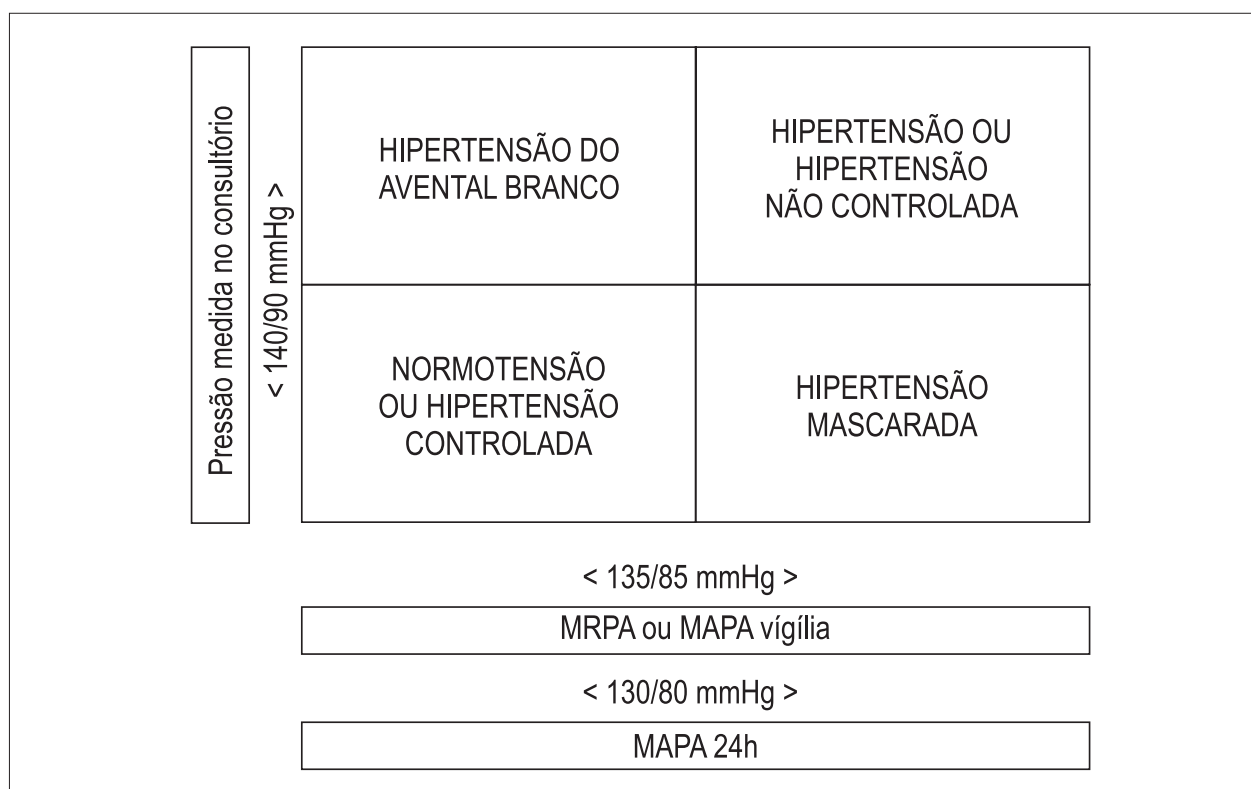 Pressão medida no consultório
< 140/90 mmHg >
HIPERTENSÃO DO
AVENTAL BRANCO
HIPERTENSÃO OU
HIPERTENSÃO
NÃO CONTROLADA
NORMOTENSÃO
OU HIPERTENSÃO
CONTROLADA
HIPERTENSÃO
MASCARADA
< 135/85 mmHg >
MRPA ou MAPA vígília
< 130/80 mmHg >
MAPA 24h